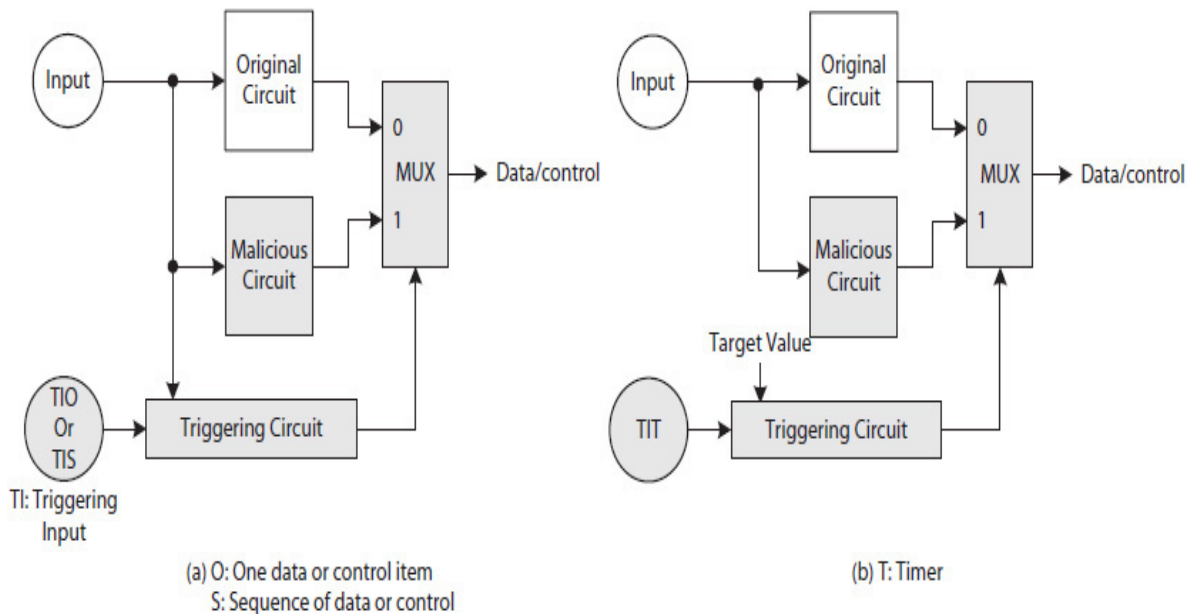 Input
Original
Circuit
0
MUX
1
Data/control
Malicious
Circuit
TIO
Or
TIS
Triggering Circuit
TI: Triggering
Input
(a) O: One data or control item
S: Sequence of data or control
Input
Original
Circuit
0
MUX
1
Data/control
Malicious
Circuit
Target Value
TIT
Triggering Circuit
(b) T: Timer